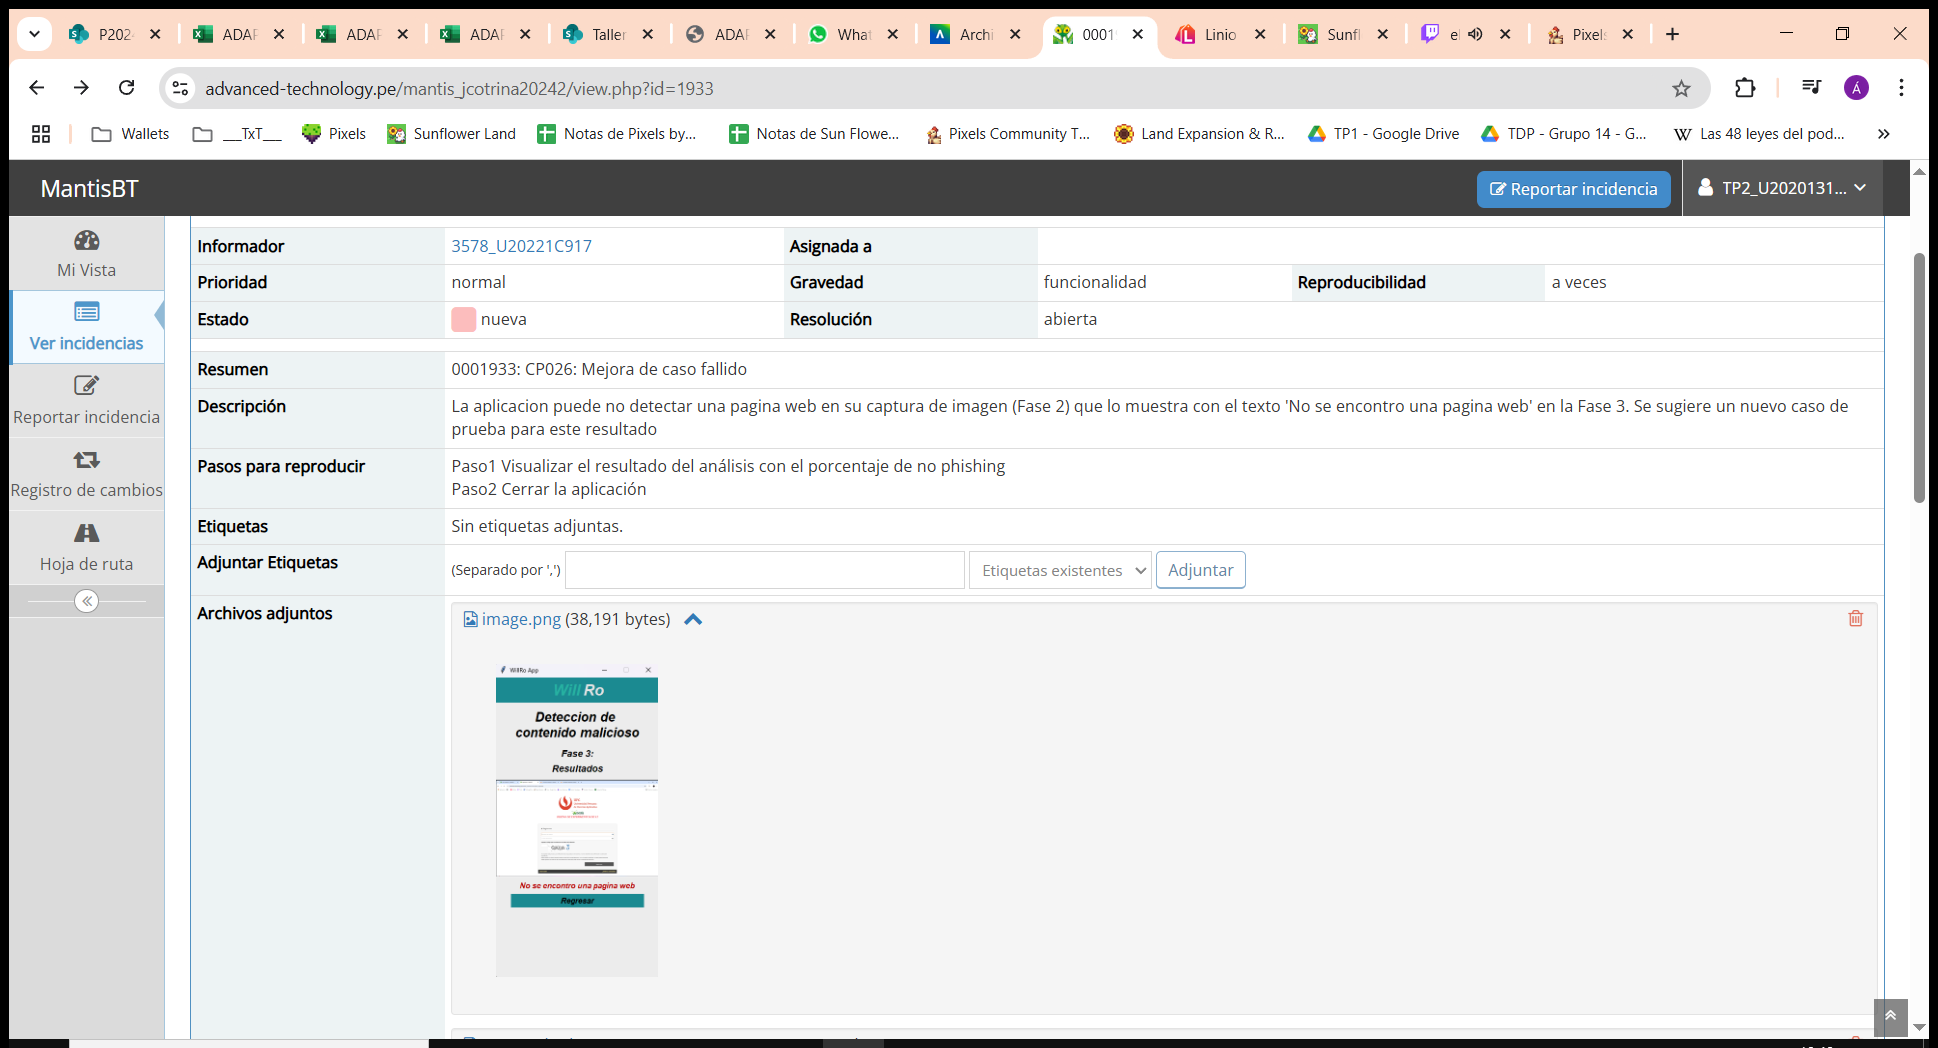 P202
ADAF
ADAF
ADAF
Taller
ADAF
What
Archi
0001
Linio
Sunfl
el
Pixels
advanced-technology.pe/mantis_jcotrina20242/view.php?id=1933
Á
Wallets
___TxT___
Pixels
Sunflower Land
Notas de Pixels by...
Notas de Sun Flowe...
Pixels Community T...
Land Expansion & R...
TP1 - Google Drive
TDP - Grupo 14 - G...
Las 48 leyes del pod...
MantisBT
Reportar incidencia
TP2_U2020131...
Mi Vista
Ver incidencias
Reportar incidencia
Registro de cambios
Hoja de ruta
Informador 3578_U20221C917 Asignada a
Prioridad normal Gravedad funcionalidad Reproducibilidad a veces
Estado nueva Resolución abierta
Resumen 0001933: CP026: Mejora de caso fallido
Descripción La aplicacion puede no detectar una pagina web en su captura de imagen (Fase 2) que lo muestra con el texto 'No se encontro una pagina web' en la Fase 3. Se sugiere un nuevo caso de
prueba para este resultado
Pasos para reproducir Paso1 Visualizar el resultado del análisis con el porcentaje de no phishing
Paso2 Cerrar la aplicación
Etiquetas Sin etiquetas adjuntas.
Adjuntar Etiquetas (Separado por ',') Etiquetas existentes Adjuntar
Archivos adjuntos image.png (38,191 bytes)
WillRo App
Will Ro
Deteccion de
contenido malicioso
Fase 3:
Resultados
No se encontro una pagina web
Regresar